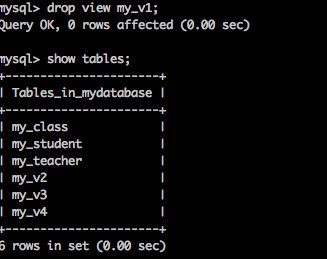 mysql> drop view my_v1;
Query OK, 0 rows affected (0.00 sec)
mysql> show tables;
+-----------------------+
| Tables_in_mydatabase |
+-----------------------+
| my_class |
| my_student |
| my_teacher |
| my_v2 |
| my_v3 |
| my_v4 |
+-----------------------+
6 rows in set (0.00 sec)